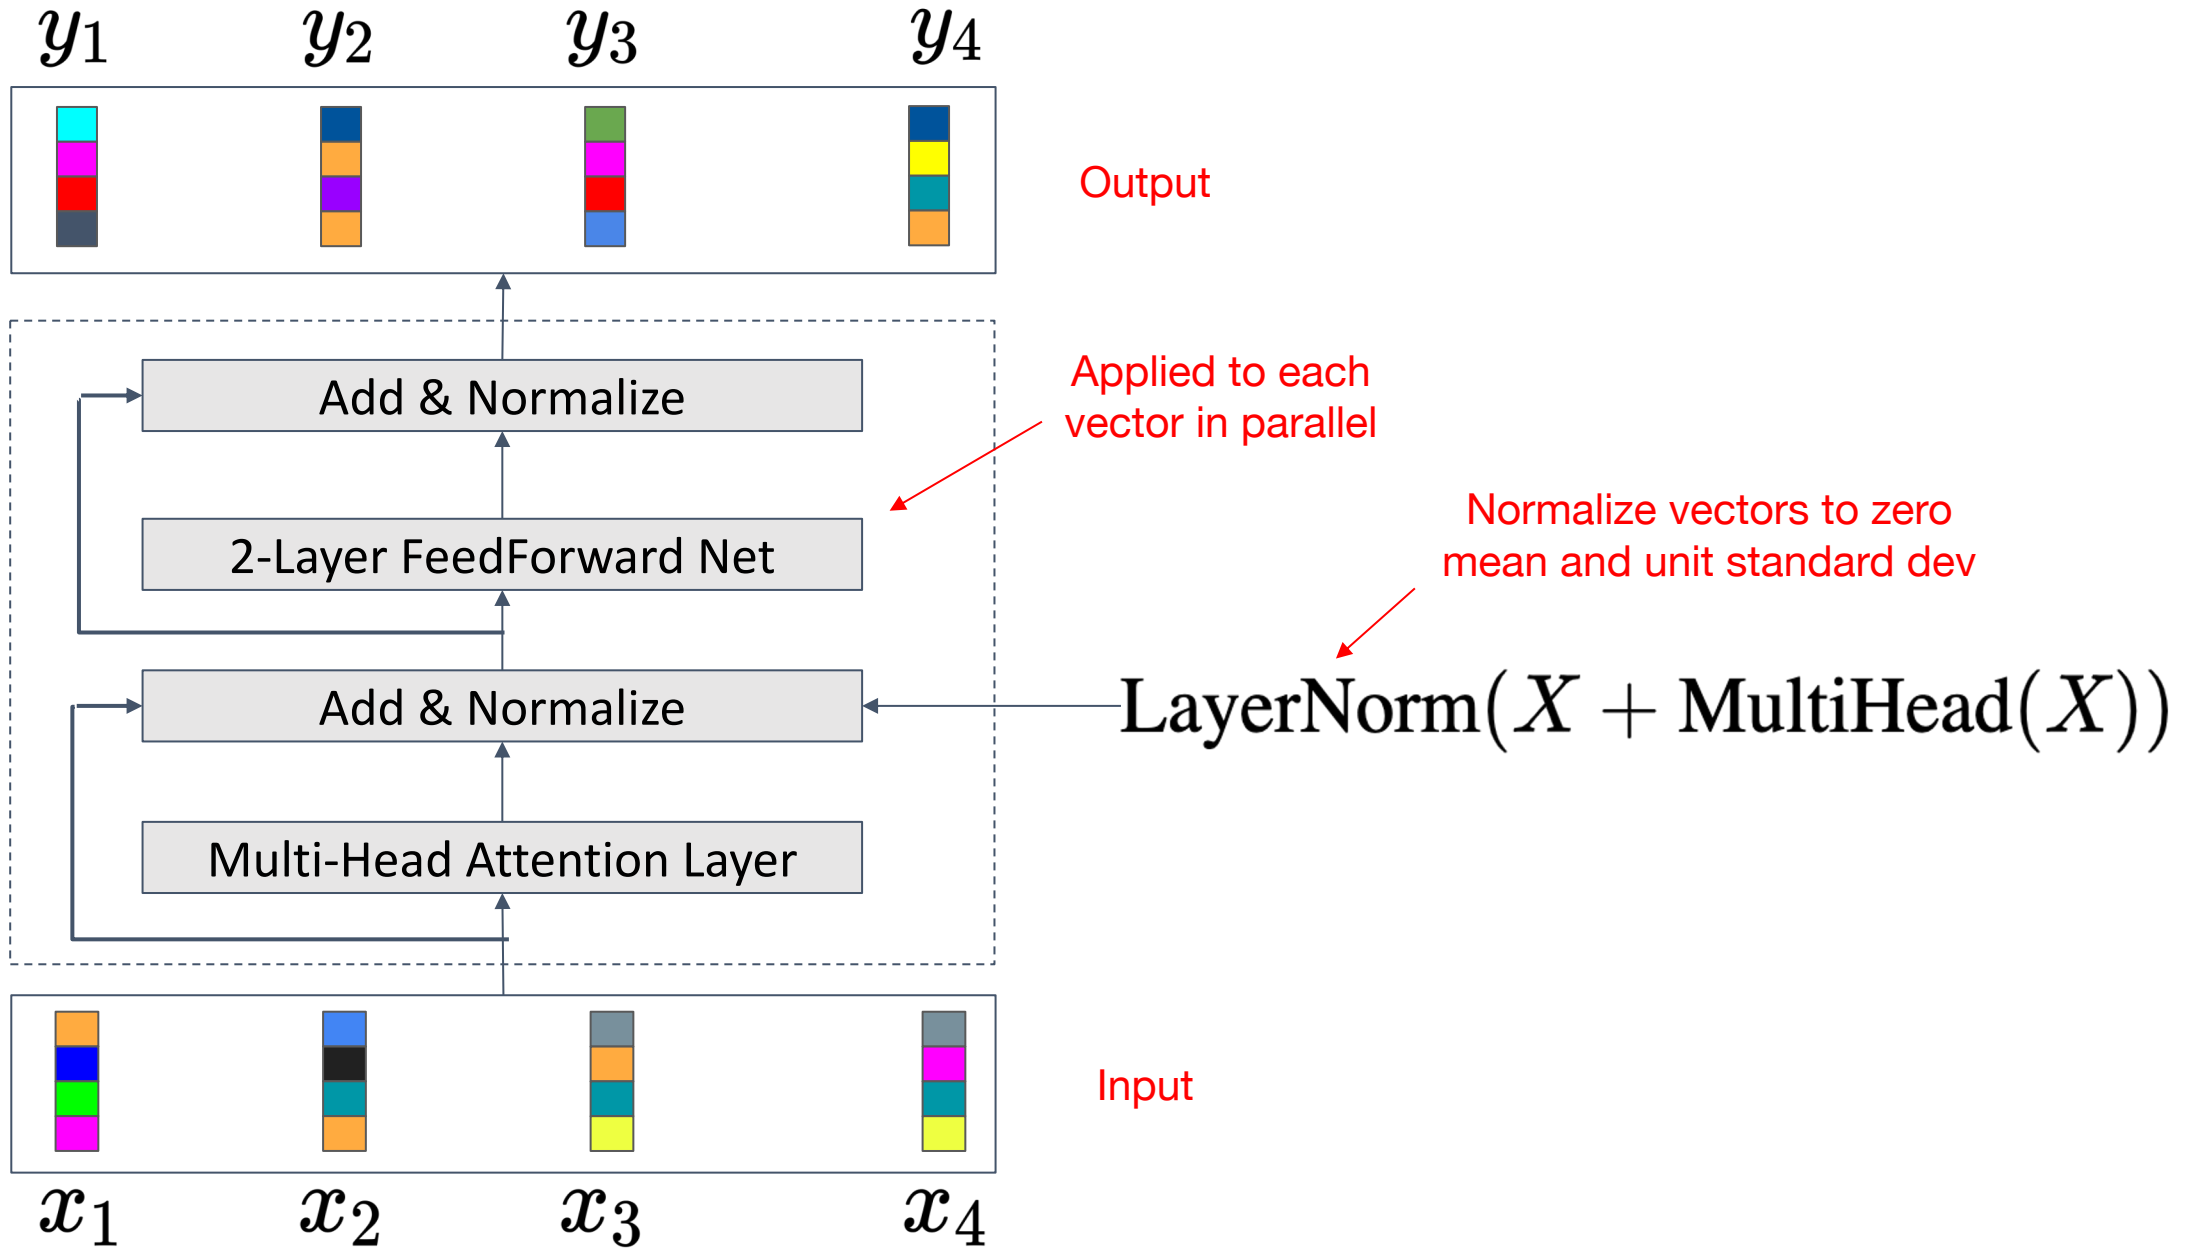 y1 y2 y3 y4
Output
Add & Normalize
Applied to each
vector in parallel
2-Layer FeedForward Net
Normalize vectors to zero
mean and unit standard dev
Add & Normalize
LayerNorm(X + MultiHead(X))
Multi-Head Attention Layer
Input
x1 x2 x3 x4